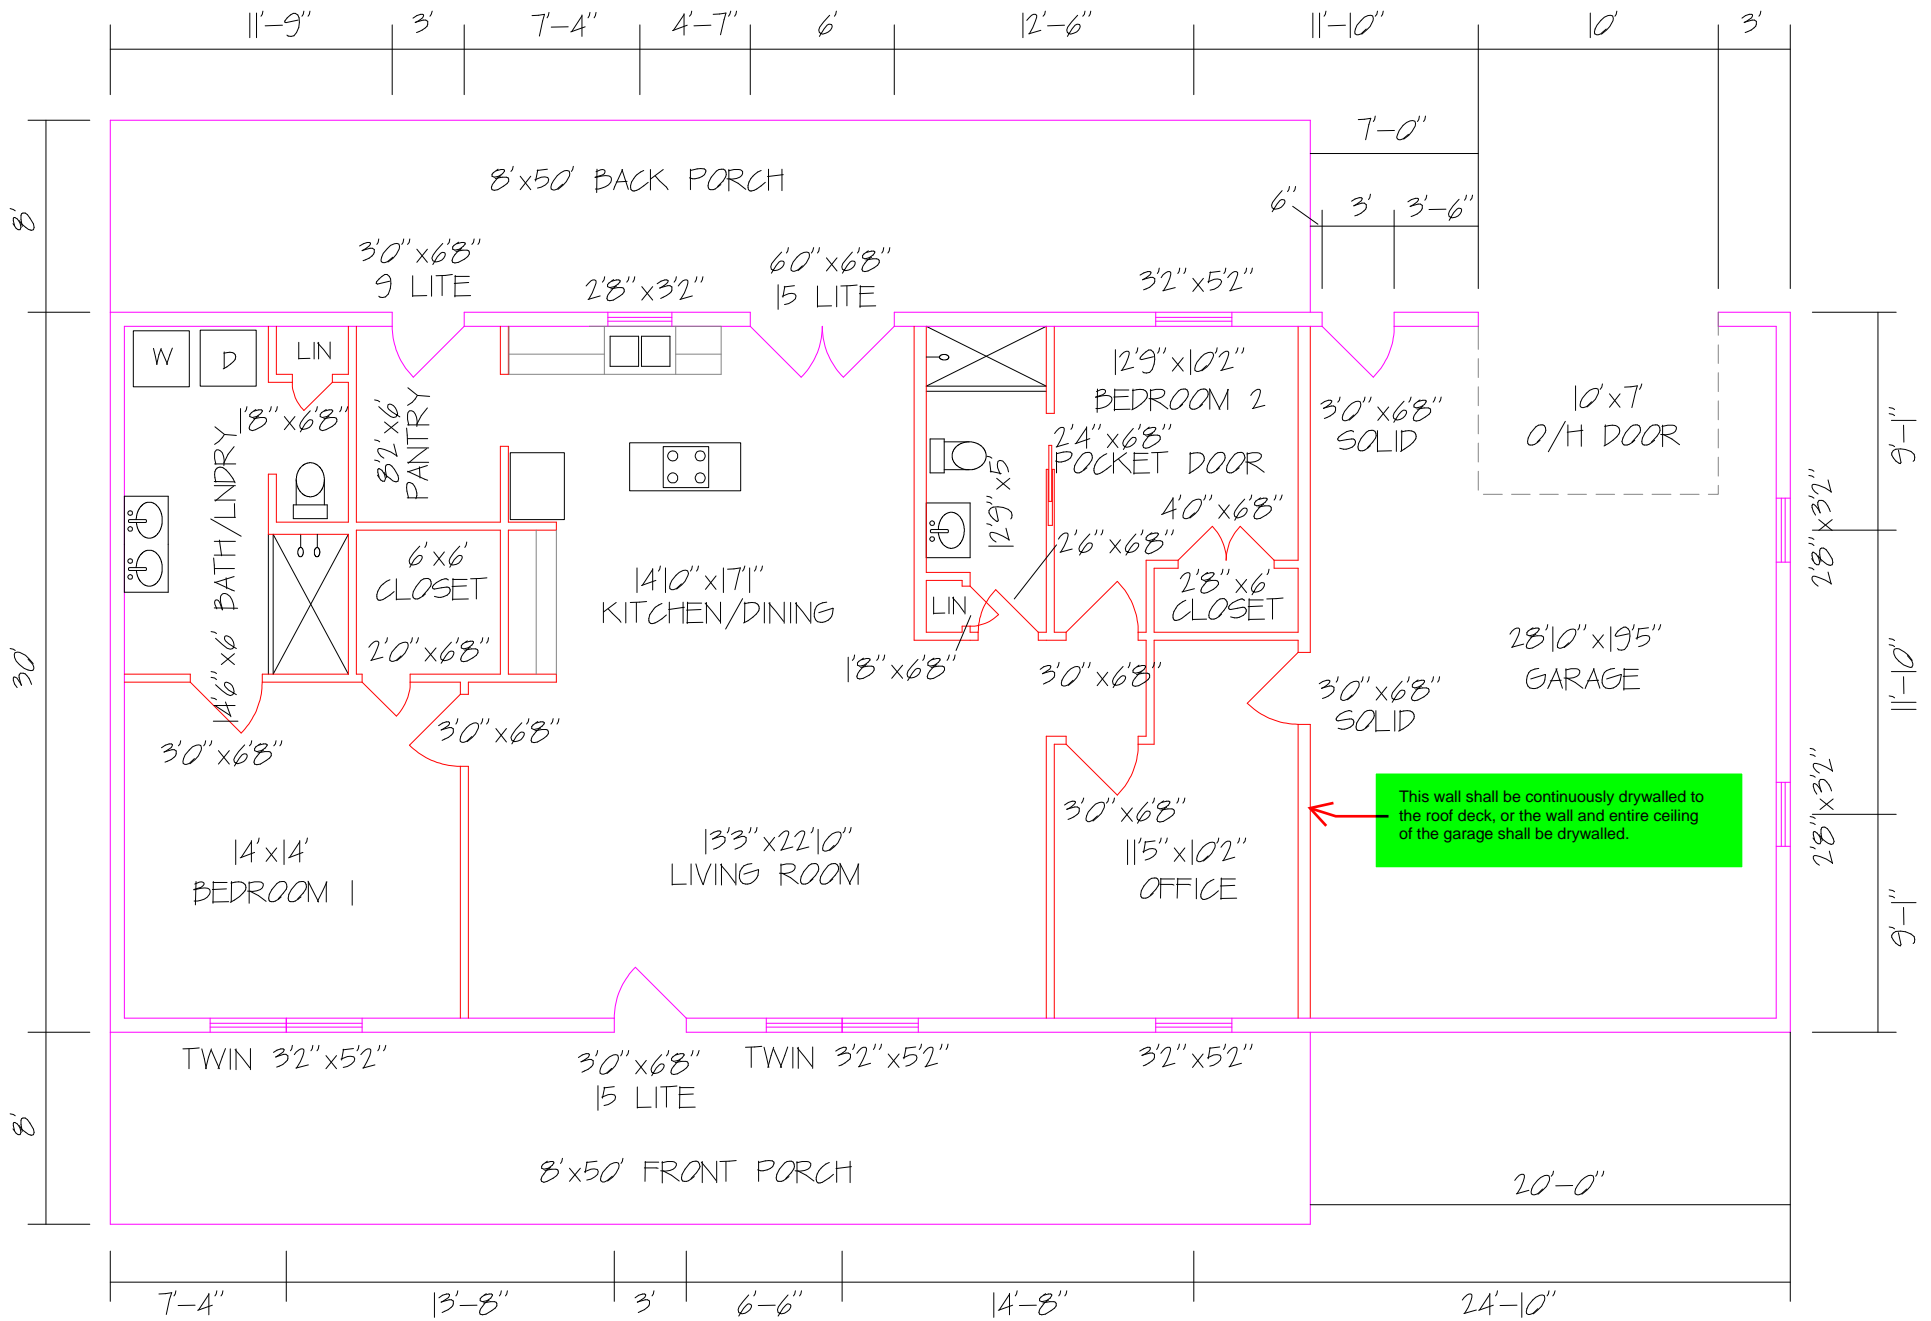 11'-9"
3'
7'-4"
4'-7"
6'
12'-6"
11'-10"
10'
3'
7'-0"
8'x50' BACK PORCH
6"
3'
3'-6"
8'
3'0"x6'8"
9 LITE
2'8"x3'2"
6'0"x6'8"
15 LITE
3'2"x5'2"
W
D
LIN
1'8"x6'8"
8'2'x6'
PANTRY
12'9"x10'2"
BEDROOM 2
2'4"x6'8"
POCKET DOOR
3'0"x6'8"
SOLID
10'x7'
O/H DOOR
9'-1"
2'8"x3'2"
14'6"x6' BATH/LNDRY
12'9"x5'
4'0"x6'8"
2'6"x6'8"
6'x6'
CLOSET
14'10"x17'1"
KITCHEN/DINING
LIN
2'8"x6'
CLOSET
2'0"x6'8"
1'8"x6'8"
3'0"x6'8"
28'10"x19'5"
GARAGE
30'
11'-10"
3'0"x6'8"
3'0"x6'8"
3'0"x6'8"
SOLID
2'8"x3'2"
This wall shall be continuously drywalled to
the roof deck, or the wall and entire ceiling
of the garage shall be drywalled.
3'0"x6'8"
14'x14'
BEDROOM 1
13'3"x22'10"
LIVING ROOM
11'5"x10'2"
OFFICE
9'-1"
TWIN 3'2"x5'2"
3'0"x6'8"
15 LITE
TWIN 3'2"x5'2"
3'2"x5'2"
8'
8'x50' FRONT PORCH
20'-0"
7'-4"
13'-8"
3'
6'-6"
14'-8"
24'-10"